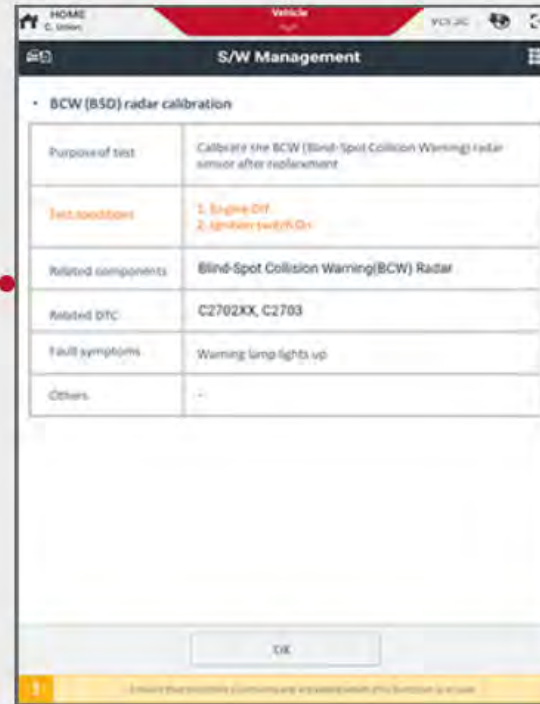 HOME
C. Union
Vehicle
S/W Management
• BCW (BSD) radar calibration
Purpose of test
Calibrate the BCW (Blind-Spot Collision Warning) radar
sensor after replacement
Test conditions
1. Engine Off
2. Ignition switch On
Related components
Blind-Spot Collision Warning(BCW) Radar
Related DTC
C2702XX, C2703
Fault symptoms
Warning lamp lights up
Others
-
OK